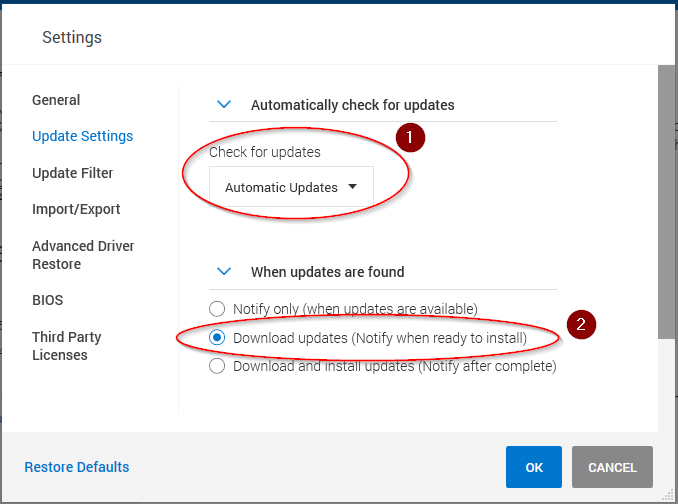 Settings
General
Update Settings
Update Filter
Import/Export
Advanced Driver
Restore
BIOS
Third Party
Licenses
Automatically check for updates
1
Check for updates
Automatic Updates
When updates are found
Notify only (when updates are available)
2
Download updates (Notify when ready to install)
Download and install updates (Notify after complete)
Restore Defaults
OK
CANCEL